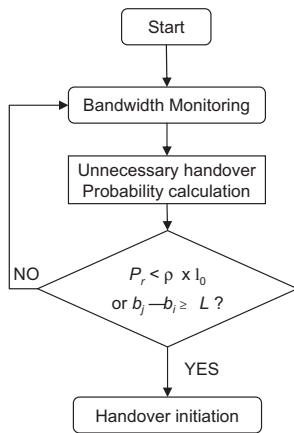 Start
Bandwidth Monitoring
Unnecessary handover
Probability calculation
NO
P_r < ρ x l_0
or b_j —b_i ≥ L ?
YES
Handover initiation